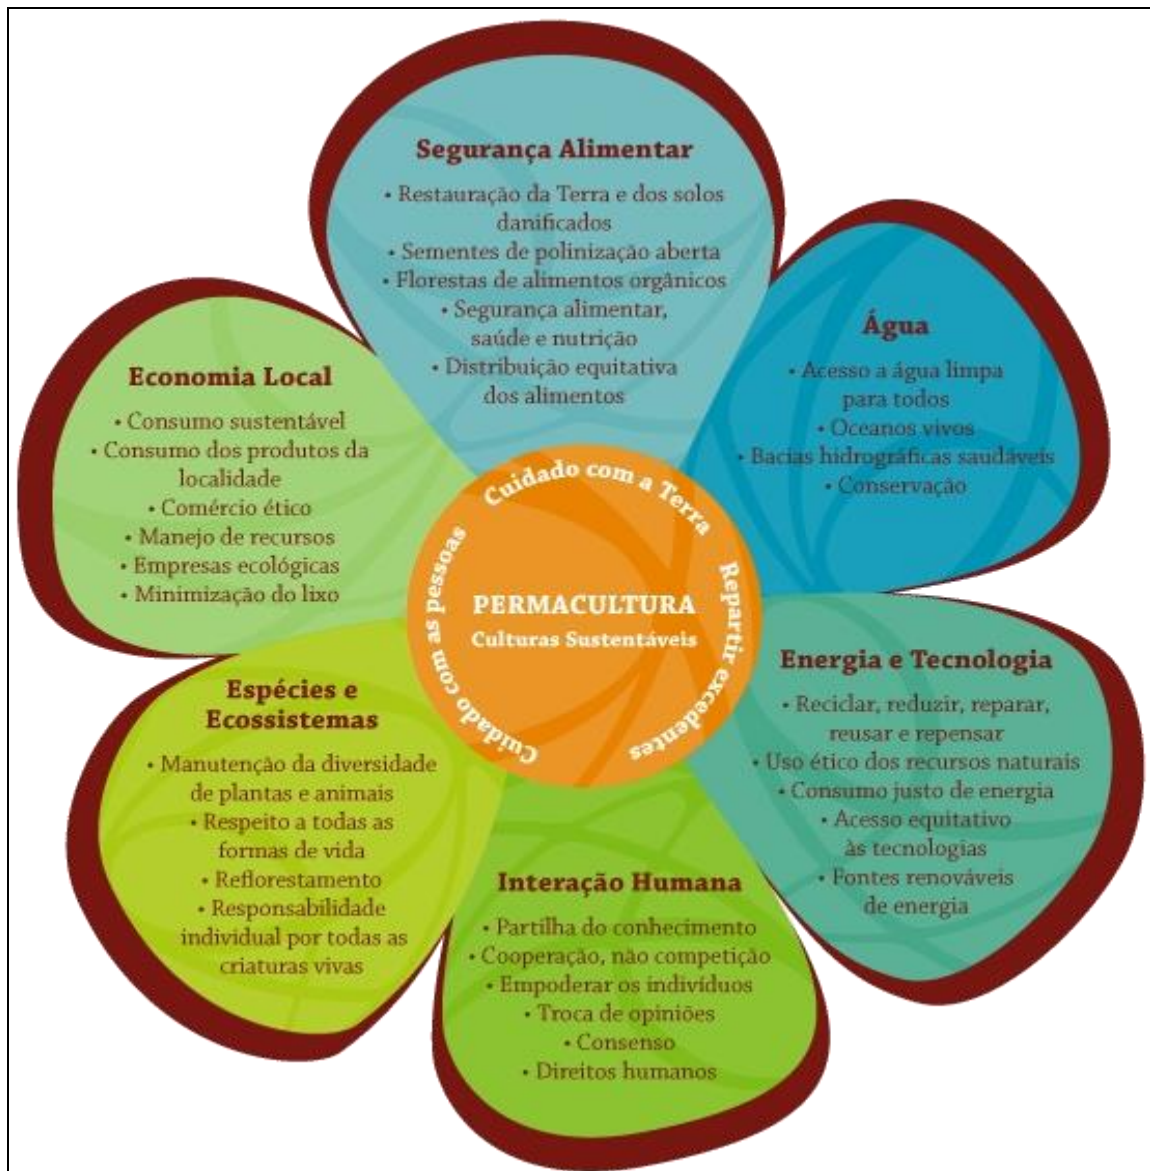 Segurança Alimentar
• Restauração da Terra e dos solos
danificados
• Sementes de polinização aberta
• Florestas de alimentos orgânicos
• Segurança alimentar,
saúde e nutrição
• Distribuição equitativa
dos alimentos
Água
• Acesso a água limpa
para todos
• Oceanos vivos
• Bacias hidrográficas saudáveis
• Conservação
Energia e Tecnologia
• Reciclar, reduzir, reparar,
reusar e repensar
• Uso ético dos recursos naturais
• Consumo justo de energia
• Acesso equitativo
às tecnologias
• Fontes renováveis
de energia
Interação Humana
• Partilha do conhecimento
• Cooperação, não competição
• Empoderar os indivíduos
• Troca de opiniões
• Consenso
• Direitos humanos
Espécies e
Ecossistemas
• Manutenção da diversidade
de plantas e animais
• Respeito a todas as
formas de vida
• Reflorestamento
• Responsabilidade
individual por todas as
criaturas vivas
Economia Local
• Consumo sustentável
• Consumo dos produtos da
localidade
• Comércio ético
• Manejo de recursos
• Empresas ecológicas
• Minimização do lixo
Cuidado com a Terra
Repartir excedentes
Cuidado com as pessoas
PERMACULTURA
Culturas Sustentáveis